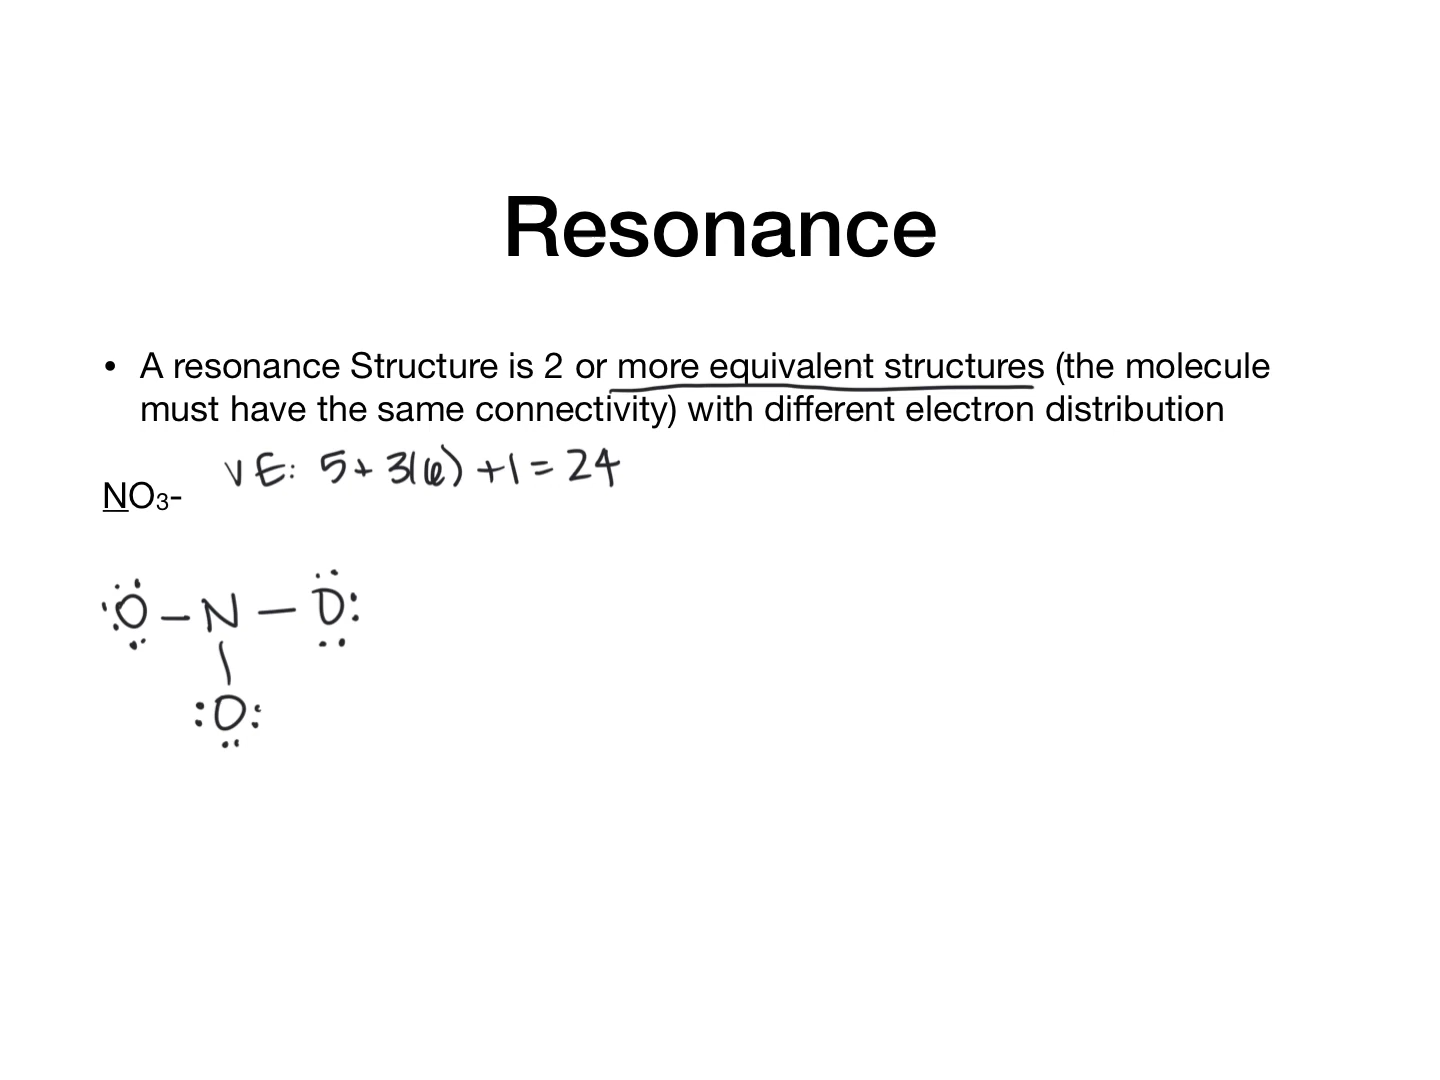 Resonance
• A resonance Structure is 2 or more equivalent structures (the molecule
must have the same connectivity) with different electron distribution
VE: 5+ 3(6) +1 = 24
NO₃-
:O – N – O:
|
:O: